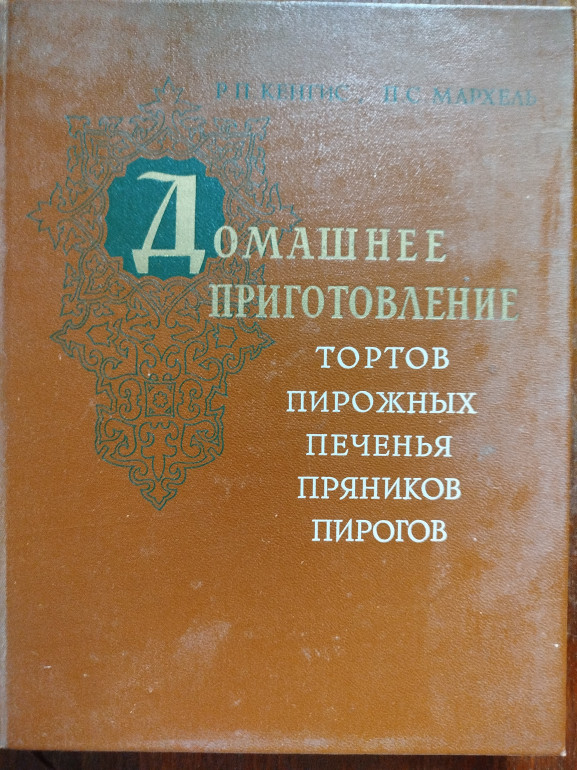 Р. П. КЕНГИС, П. С. МАРХЕЛЬ
ДОМАШНЕЕ
ПРИГОТОВЛЕНИЕ
ТОРТОВ
ПИРОЖНЫХ
ПЕЧЕНЬЯ
ПРЯНИКОВ
ПИРОГОВ